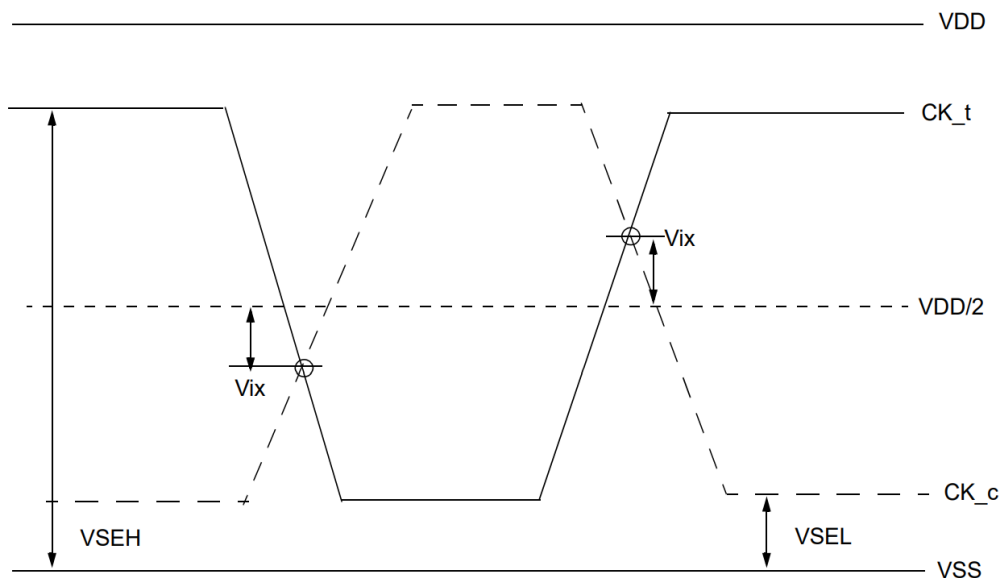 VDD
CK_t
Vix
VDD/2
Vix
CK_c
VSEH
VSEL
VSS